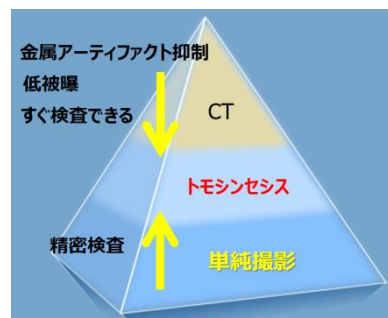 金属アーティファクト抑制
低被曝
すぐ検査できる
CT
トモシンセシス
精密検査
単純撮影